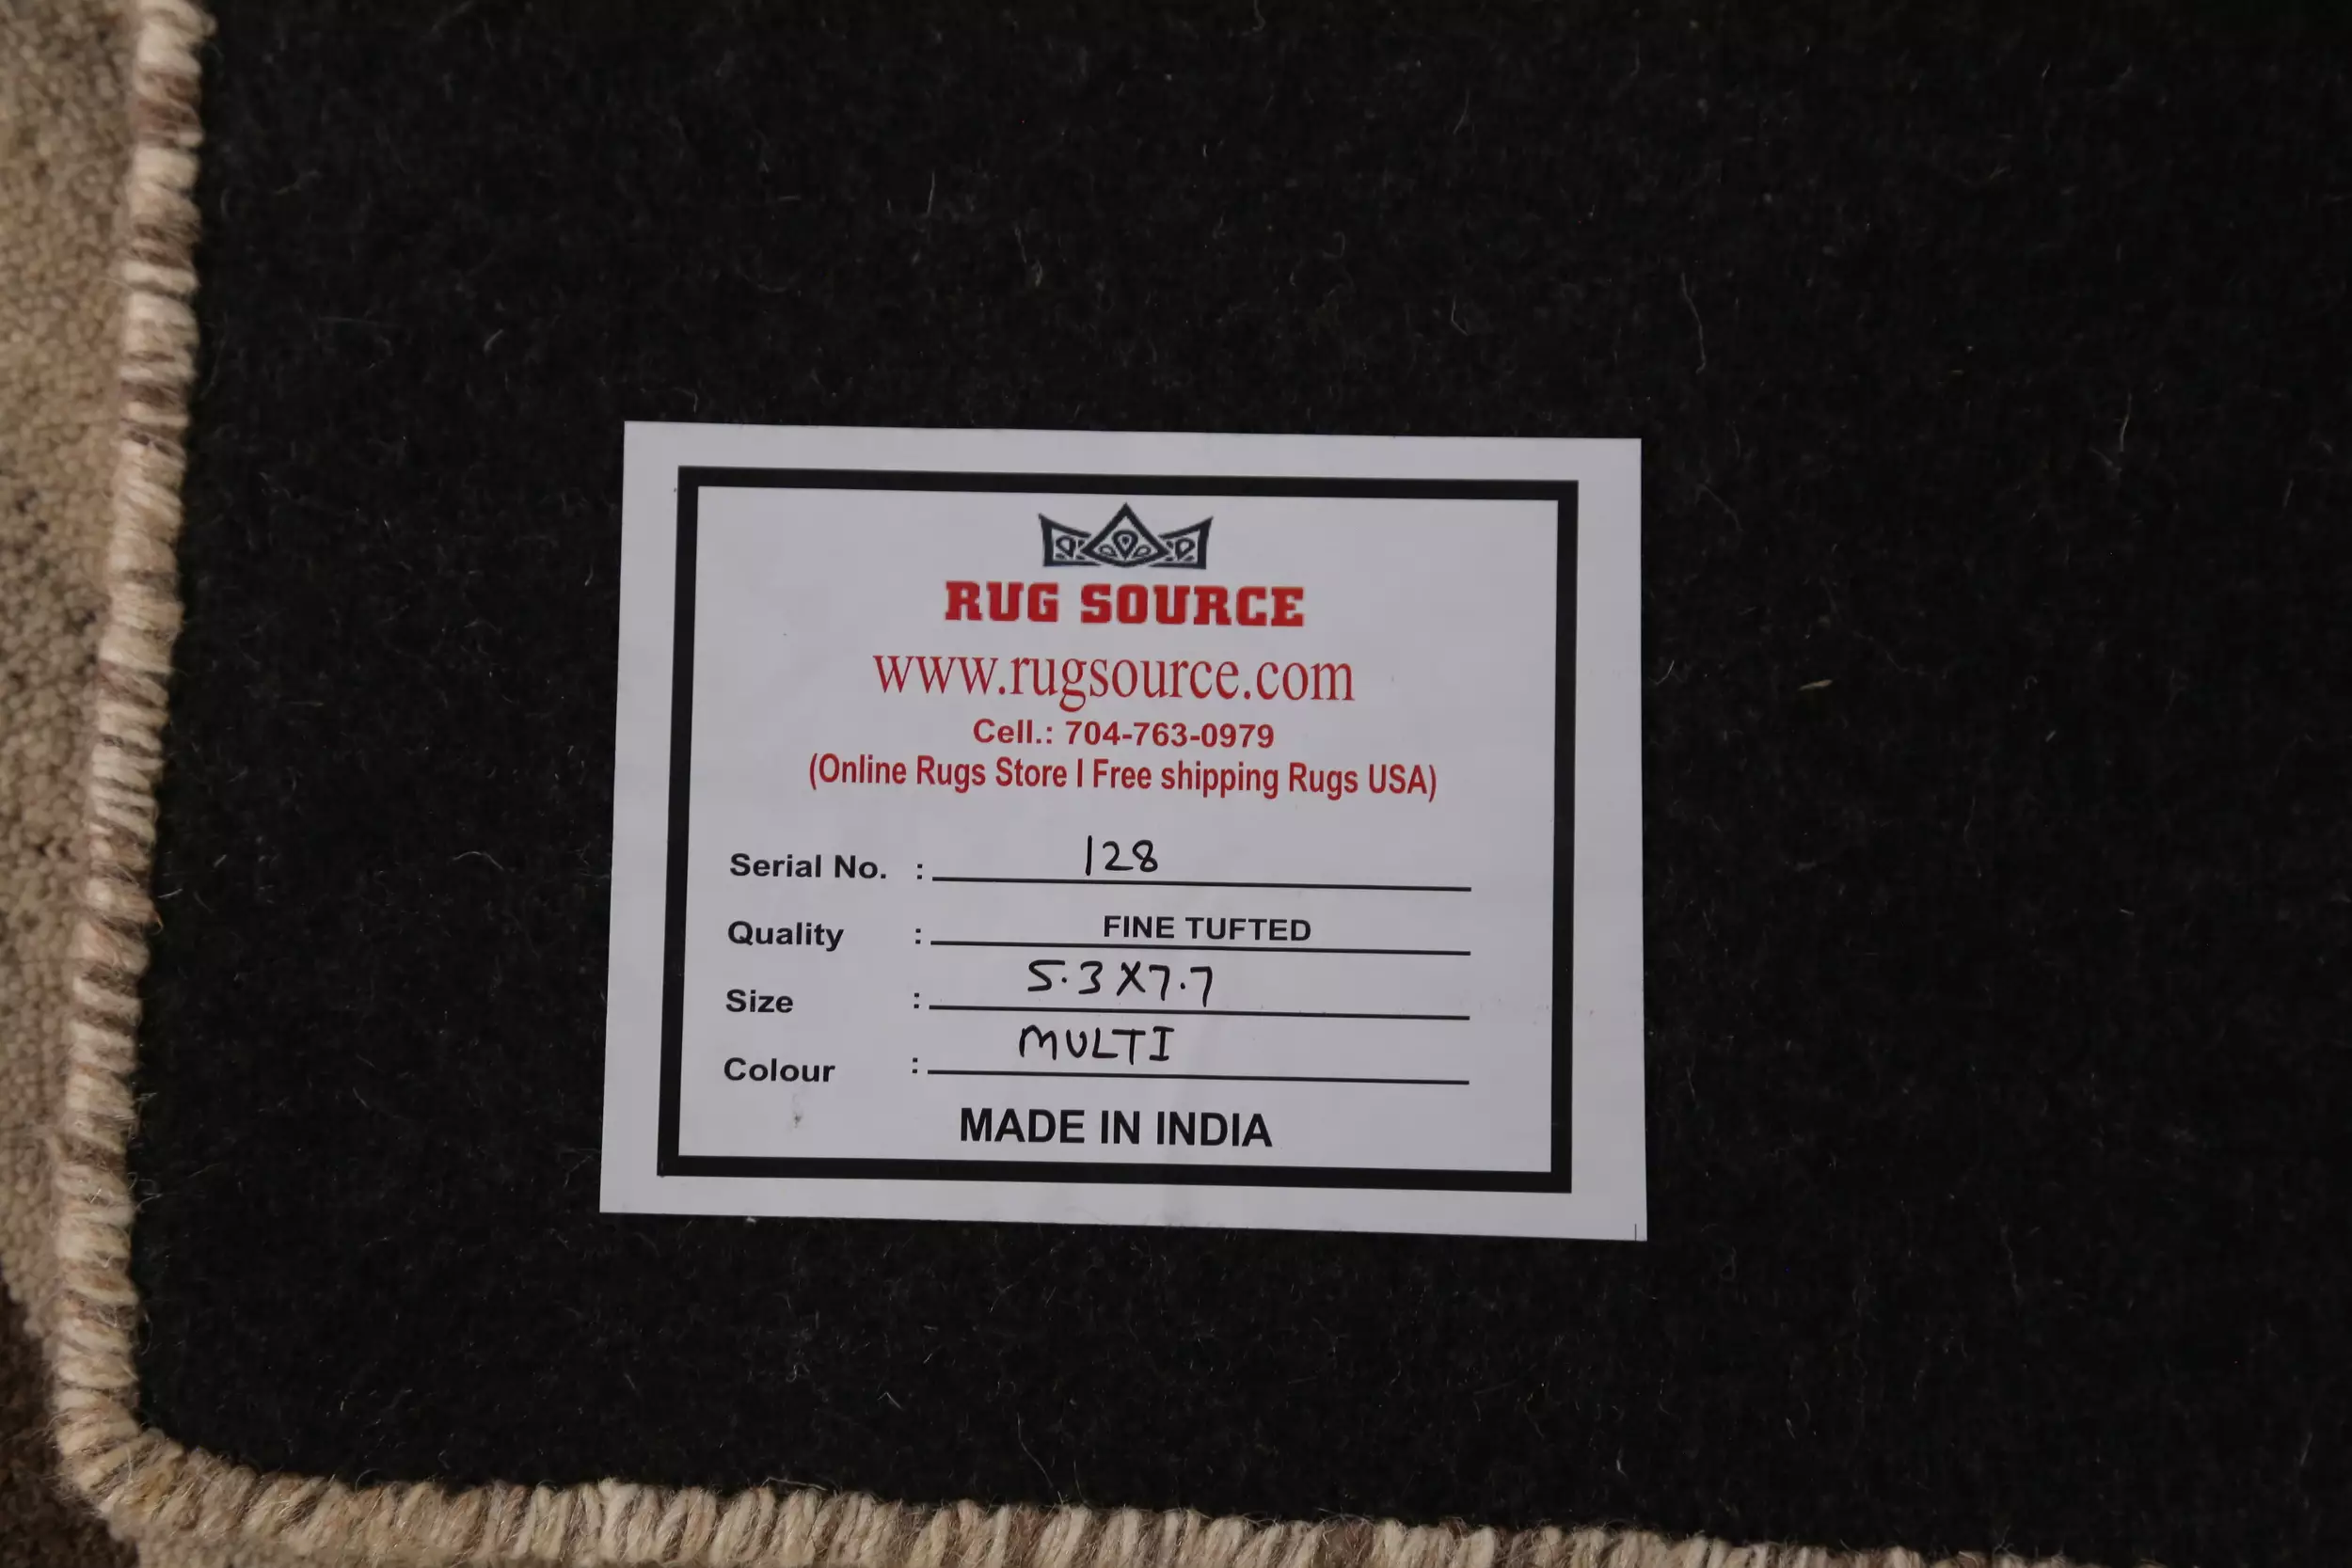 RUG SOURCE
www.rugsource.com
Cell.: 704-763-0979
(Online Rugs Store I Free shipping Rugs USA)
Serial No. : 128
Quality : FINE TUFTED
Size : 5.3X7.7
Colour : MULTI
MADE IN INDIA